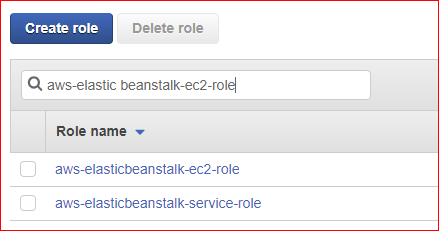 Create role Delete role
aws-elastic beanstalk-ec2-role
Role name
aws-elasticbeanstalk-ec2-role
aws-elasticbeanstalk-service-role